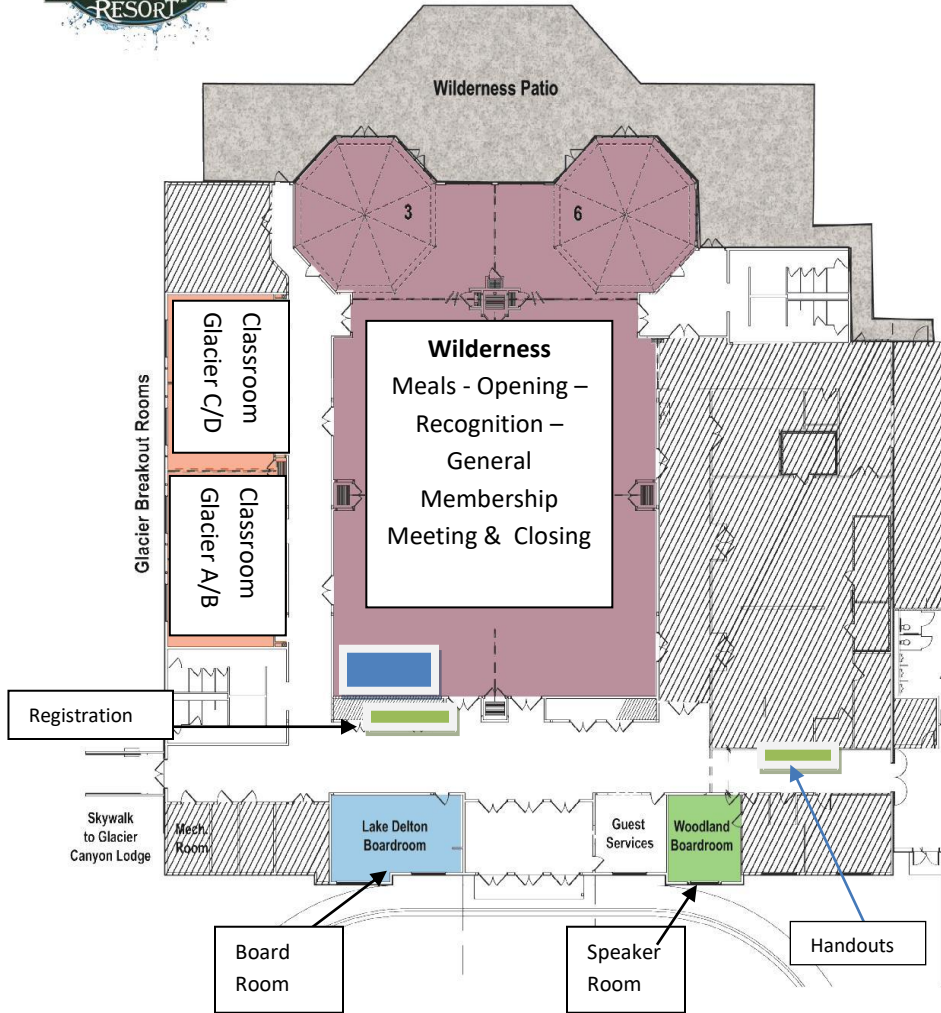 RESORT
Wilderness Patio
3
6
Glacier Breakout Rooms
Classroom
Glacier C/D
Classroom
Glacier A/B
Wilderness
Meals - Opening –
Recognition –
General
Membership
Meeting &  Closing
Registration
Skywalk
to Glacier
Canyon Lodge
Mech.
Room
Lake Delton
Boardroom
Guest
Services
Woodland
Boardroom
Board
Room
Speaker
Room
Handouts